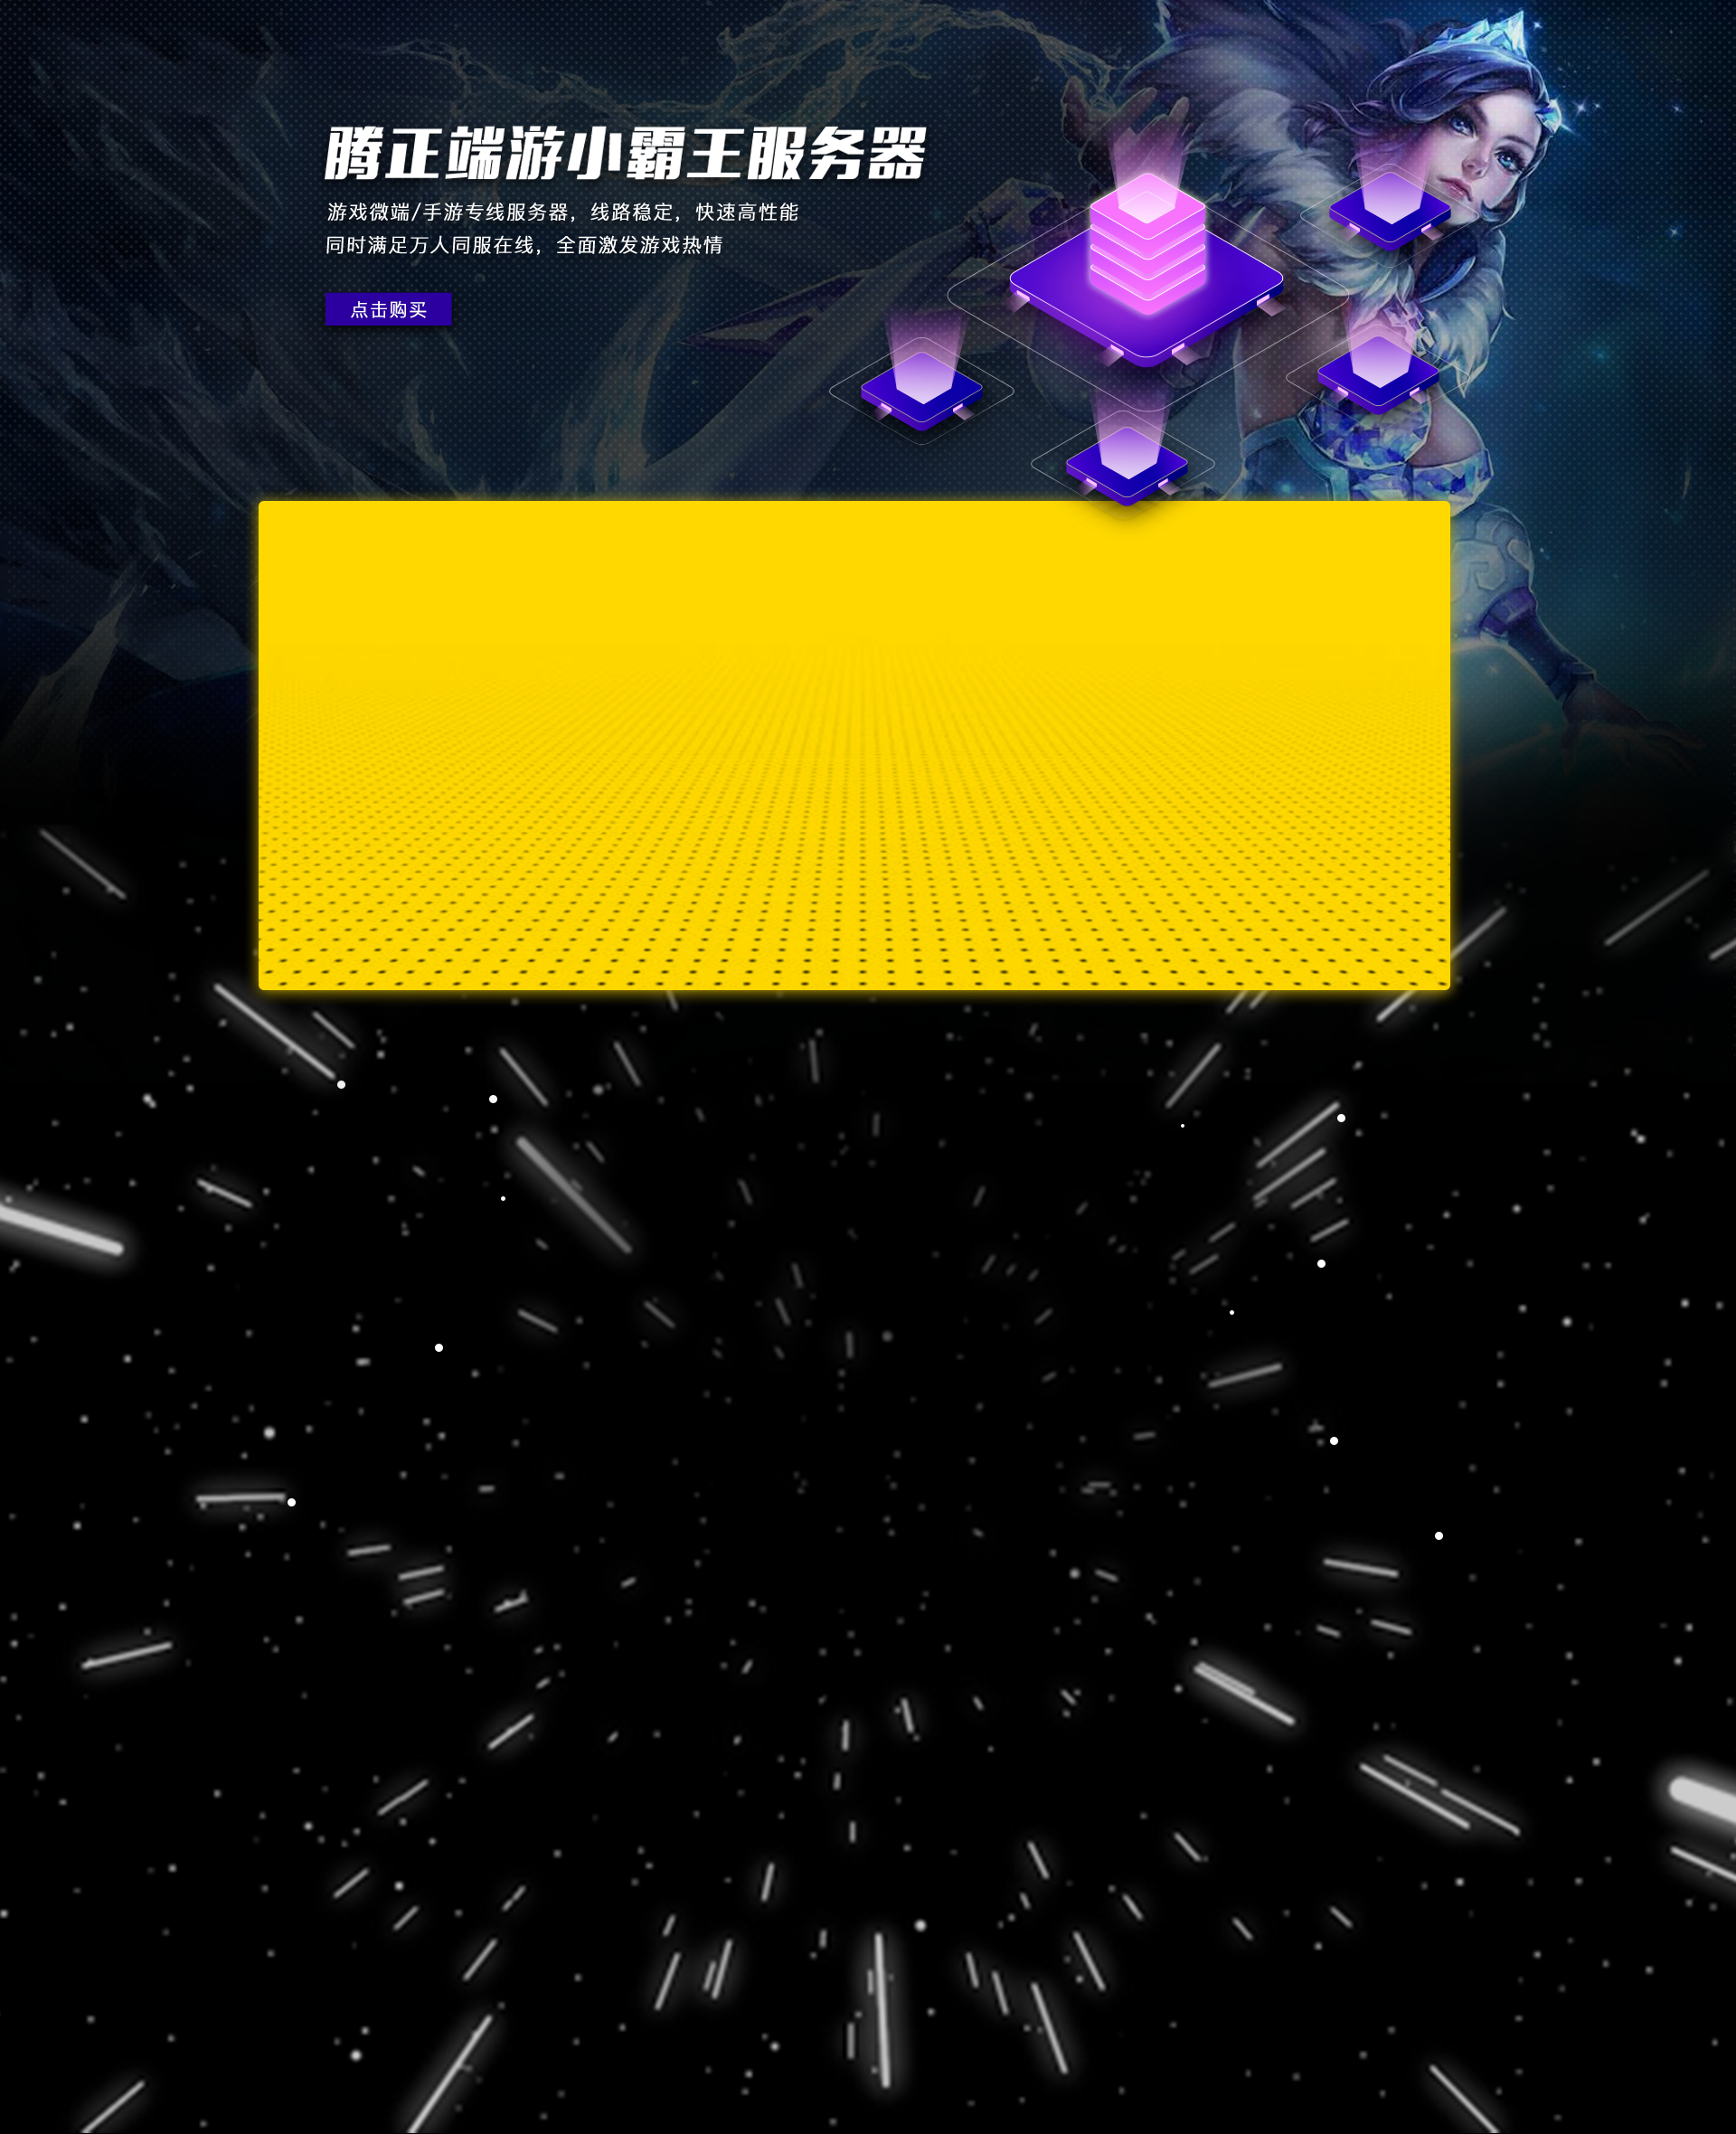 腾正端游小霸王服务器
游戏微端/手游专线服务器，线路稳定，快速高性能
同时满足万人同服在线，全面激发游戏热情
点击购买